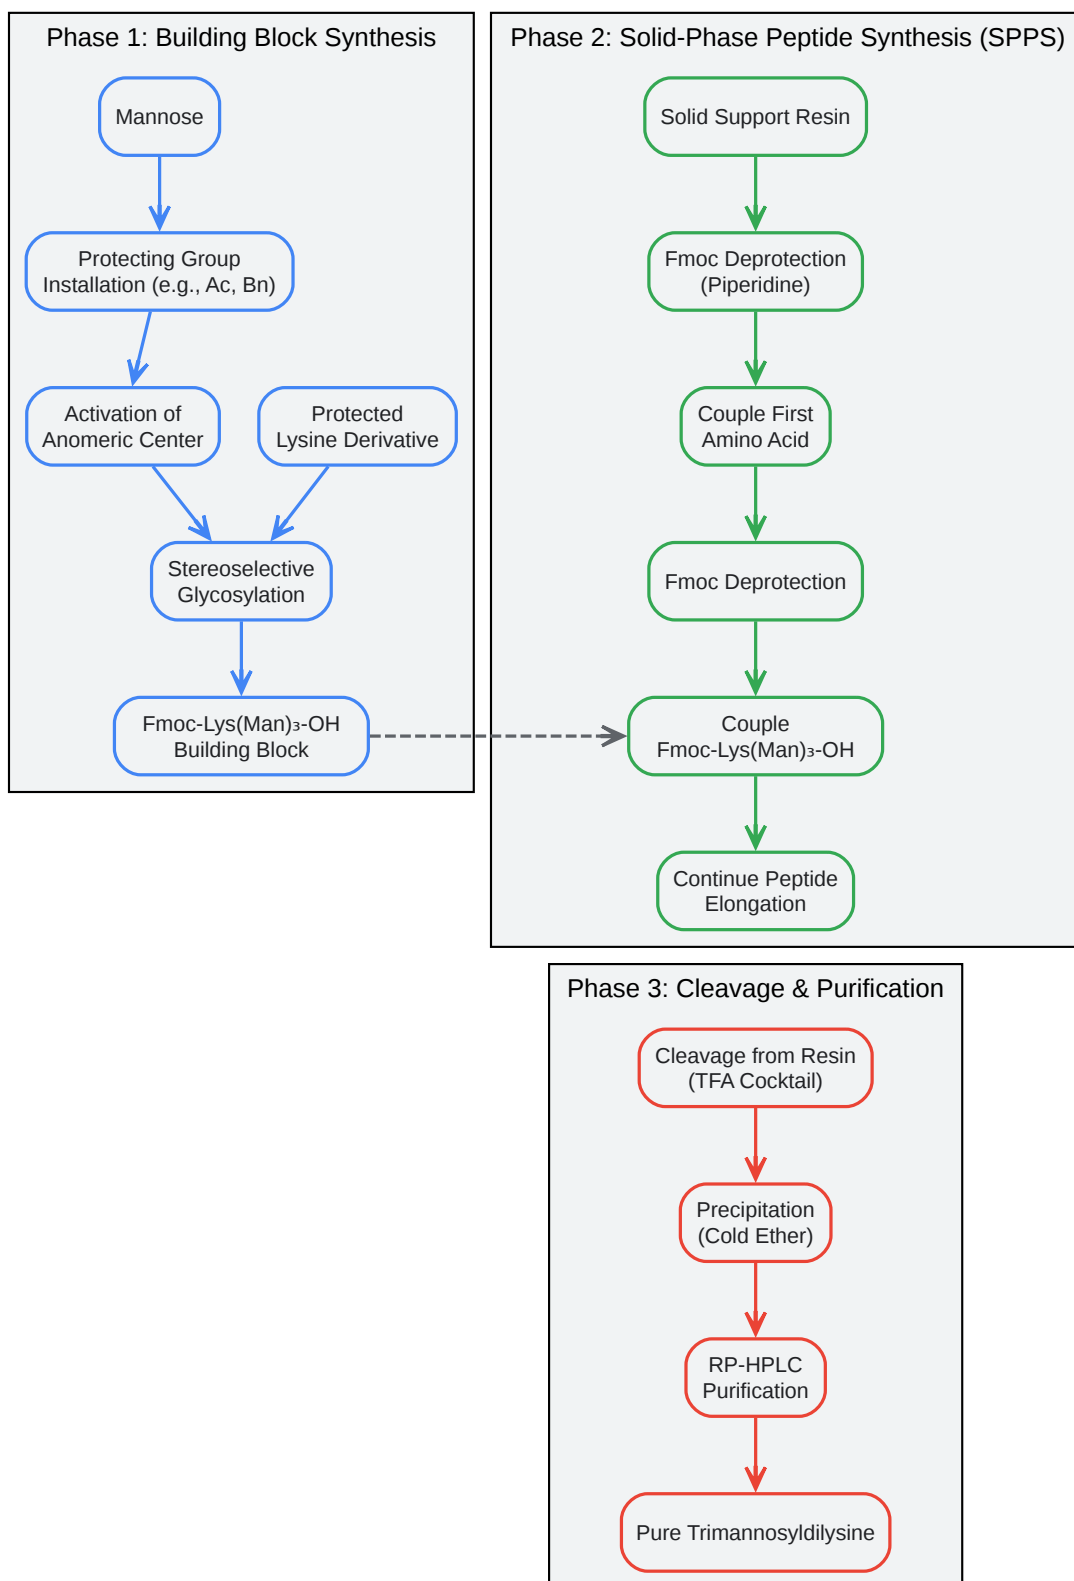 Phase 1: Building Block Synthesis
Mannose
Protecting Group
Installation (e.g., Ac, Bn)
Activation of
Anomeric Center
Protected
Lysine Derivative
Stereoselective
Glycosylation
Fmoc-Lys(Man)₃-OH
Building Block
Phase 2: Solid-Phase Peptide Synthesis (SPPS)
Solid Support Resin
Fmoc Deprotection
(Piperidine)
Couple First
Amino Acid
Fmoc Deprotection
Couple
Fmoc-Lys(Man)₃-OH
Continue Peptide
Elongation
Phase 3: Cleavage & Purification
Cleavage from Resin
(TFA Cocktail)
Precipitation
(Cold Ether)
RP-HPLC
Purification
Pure Trimannosyldilysine